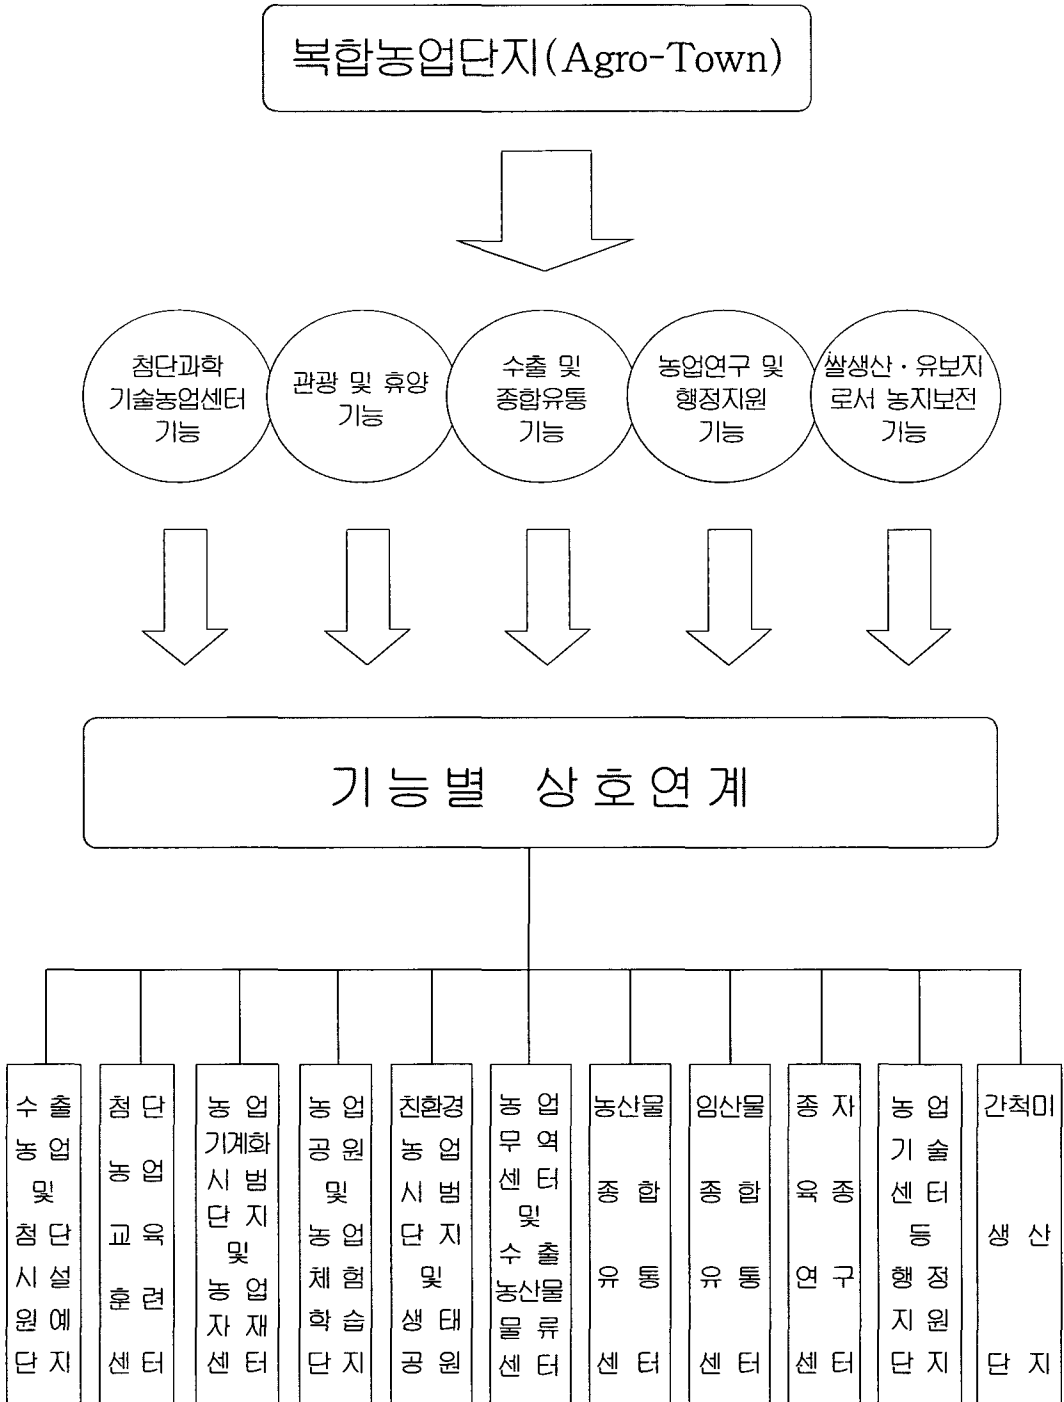 복합농업단지(Agro-Town)
첨단과학
기술농업센터
기능
관광 및 휴양
기능
수출 및
종합유통
기능
농업연구 및
행정지원
기능
쌀생산·유보지
로서 농지보전
기능
기능별 상호연계
수출
농업
및
첨단
시설
원예
단지
첨단
농업
교육
훈련
센터
농업
기계화
시범
단지
및
농업
자재
센터
농업
공원
및
농업
체험
학습
단지
친환경
농업
시범
단지
및
생태
공원
농업
무역
센터
및
수출
농산물
물류
센터
농산물
종합
유통
센터
임산물
종합
유통
센터
종자
육종
연구
센터
농업
기술
센터
등
행정
지원
단지
간척미
생산
단지